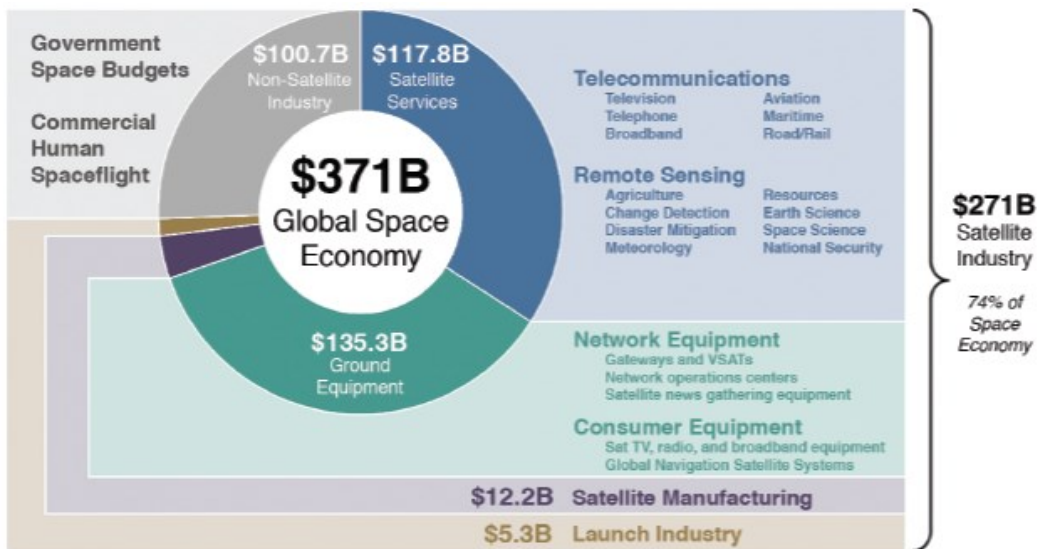 Government
Space Budgets
Commercial
Human
Spaceflight
$100.7B
Non-Satellite
Industry
$117.8B
Satellite
Services
$371B
Global Space
Economy
$135.3B
Ground
Equipment
Telecommunications
Television Aviation
Telephone Maritime
Broadband Road/Rail
Remote Sensing
Agriculture Resources
Change Detection Earth Science
Disaster Mitigation Space Science
Meteorology National Security
Network Equipment
Gateways and VSATs
Network operations centers
Satellite news gathering equipment
Consumer Equipment
Sat TV, radio, and broadband equipment
Global Navigation Satellite Systems
$12.2B Satellite Manufacturing
$5.3B Launch Industry
$271B
Satellite
Industry
74% of
Space
Economy